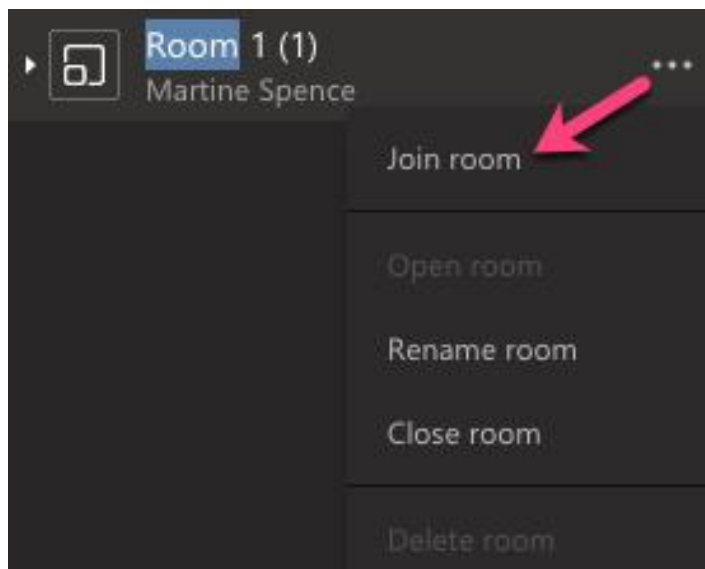 Room 1 (1)
Martine Spence
Join room
Open room
Rename room
Close room
Delete room